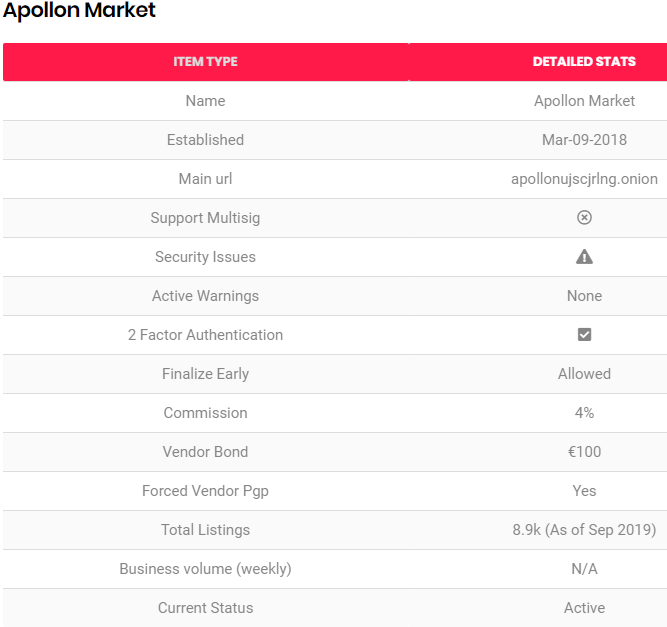 Apollon Market
ITEM TYPE DETAILED STATS
Name Apollon Market
Established Mar-09-2018
Main url apollonujscjrlng.onion
Support Multisig
Security Issues
Active Warnings None
2 Factor Authentication
Finalize Early Allowed
Commission 4%
Vendor Bond €100
Forced Vendor Pgp Yes
Total Listings 8.9k (As of Sep 2019)
Business volume (weekly) N/A
Current Status Active